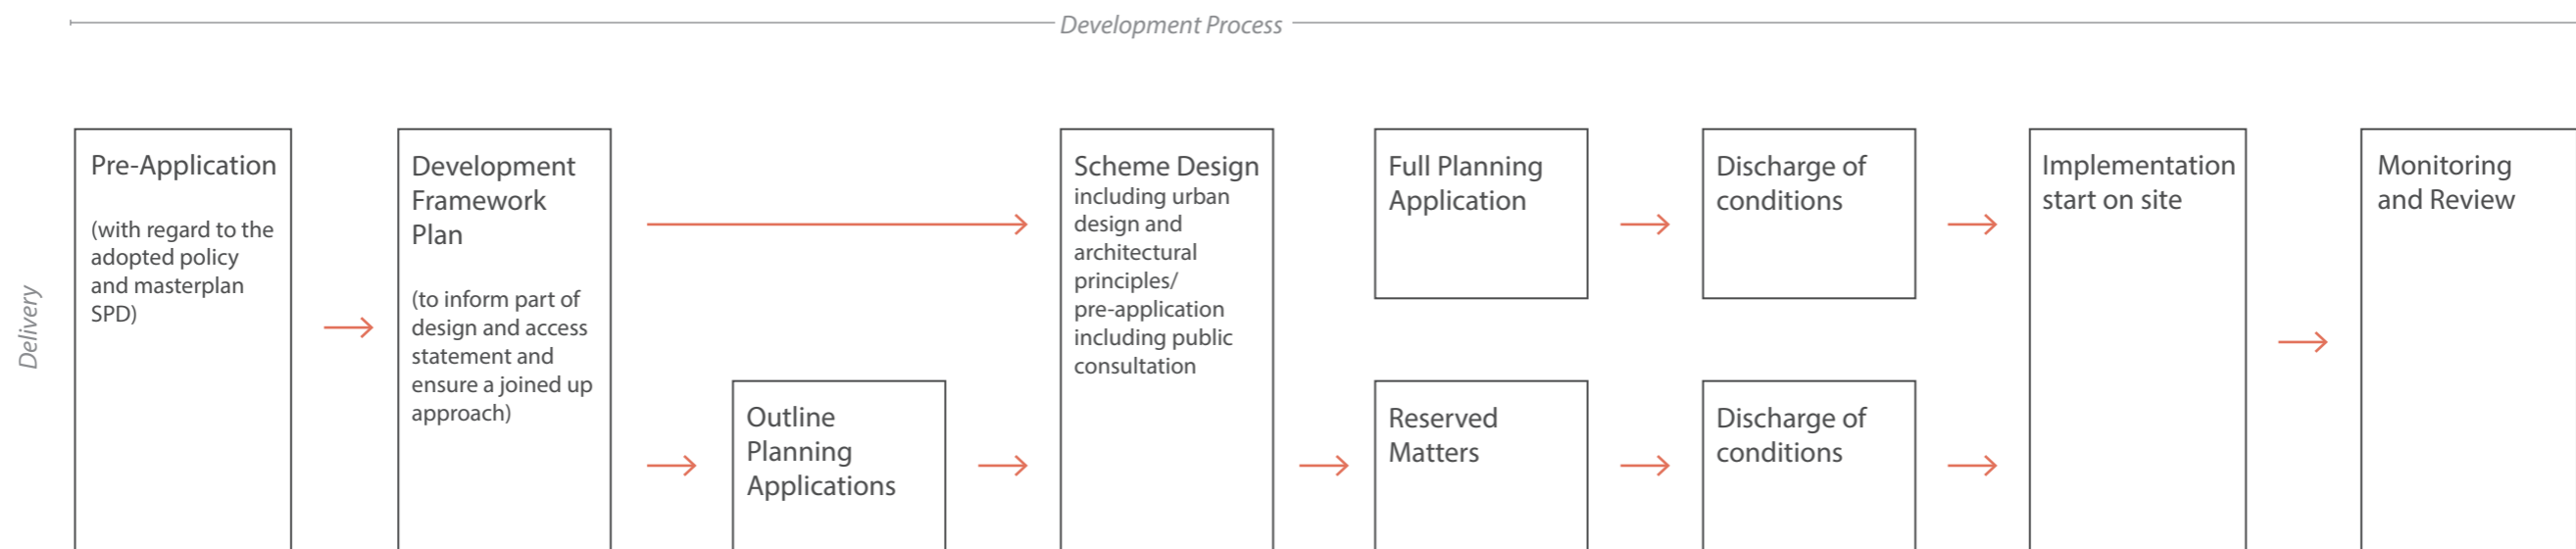 Development Process
Delivery
Pre-Application
(with regard to the
adopted policy
and masterplan
SPD)
Development
Framework
Plan
(to inform part of
design and access
statement and
ensure a joined up
approach)
Outline
Planning
Applications
Scheme Design
including urban
design and
architectural
principles/
pre-application
including public
consultation
Full Planning
Application
Reserved
Matters
Discharge of
conditions
Discharge of
conditions
Implementation
start on site
Monitoring
and Review